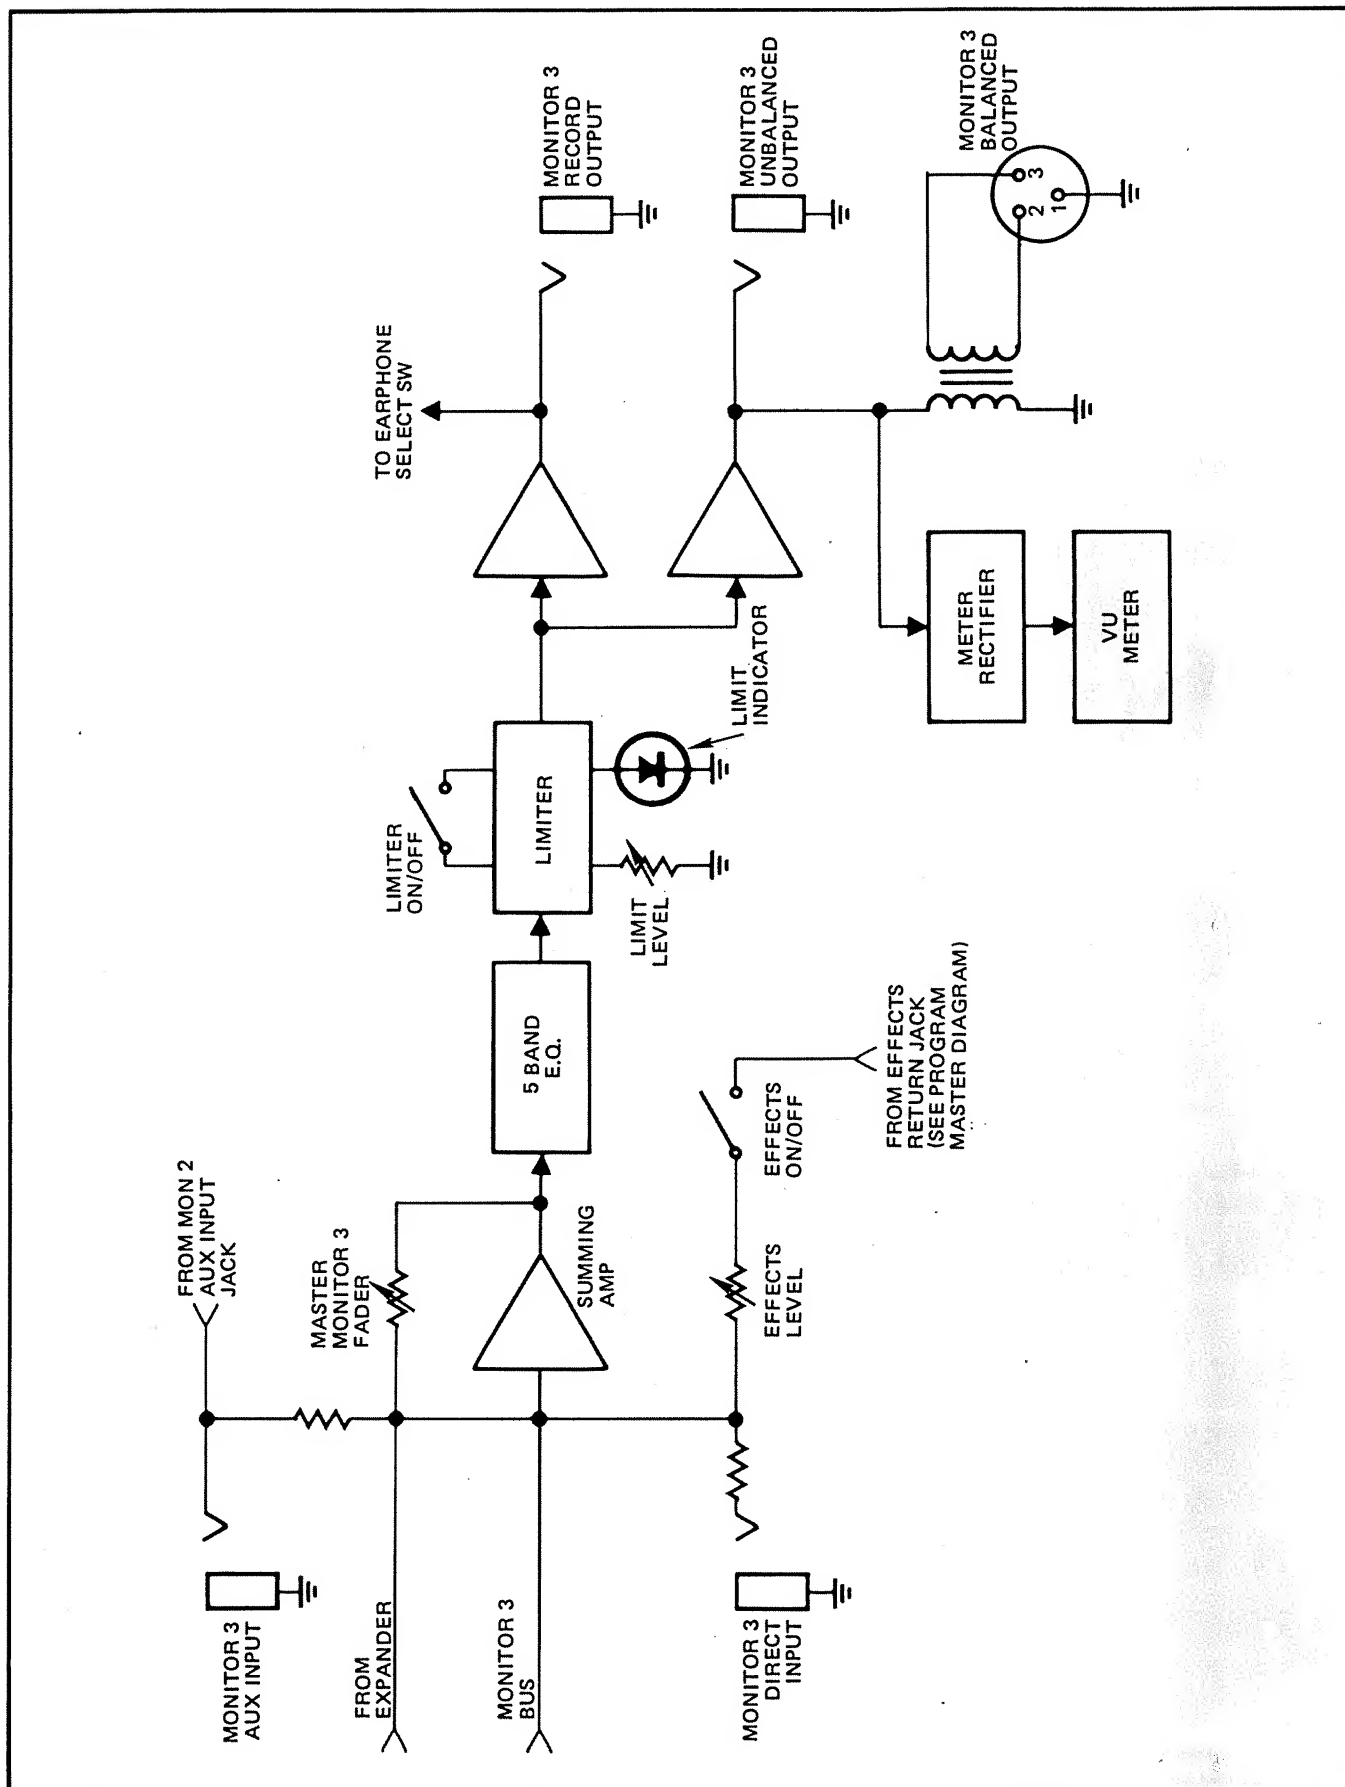 FROM MON 2
AUX INPUT
JACK
MONITOR 3
AUX INPUT
MASTER
MONITOR 3
FADER
FROM
EXPANDER
MONITOR 3
BUS
SUMMING
AMP
5 BAND
E.Q.
LIMITER
ON/OFF
LIMITER
LIMIT
LEVEL
LIMIT
INDICATOR
TO EARPHONE
SELECT SW
MONITOR 3
RECORD
OUTPUT
MONITOR 3
UNBALANCED
OUTPUT
MONITOR 3
DIRECT
INPUT
EFFECTS
LEVEL
EFFECTS
ON/OFF
FROM EFFECTS
RETURN JACK
(SEE PROGRAM
MASTER DIAGRAM)
METER
RECTIFIER
VU
METER
MONITOR 3
BALANCED
OUTPUT
2
3
1